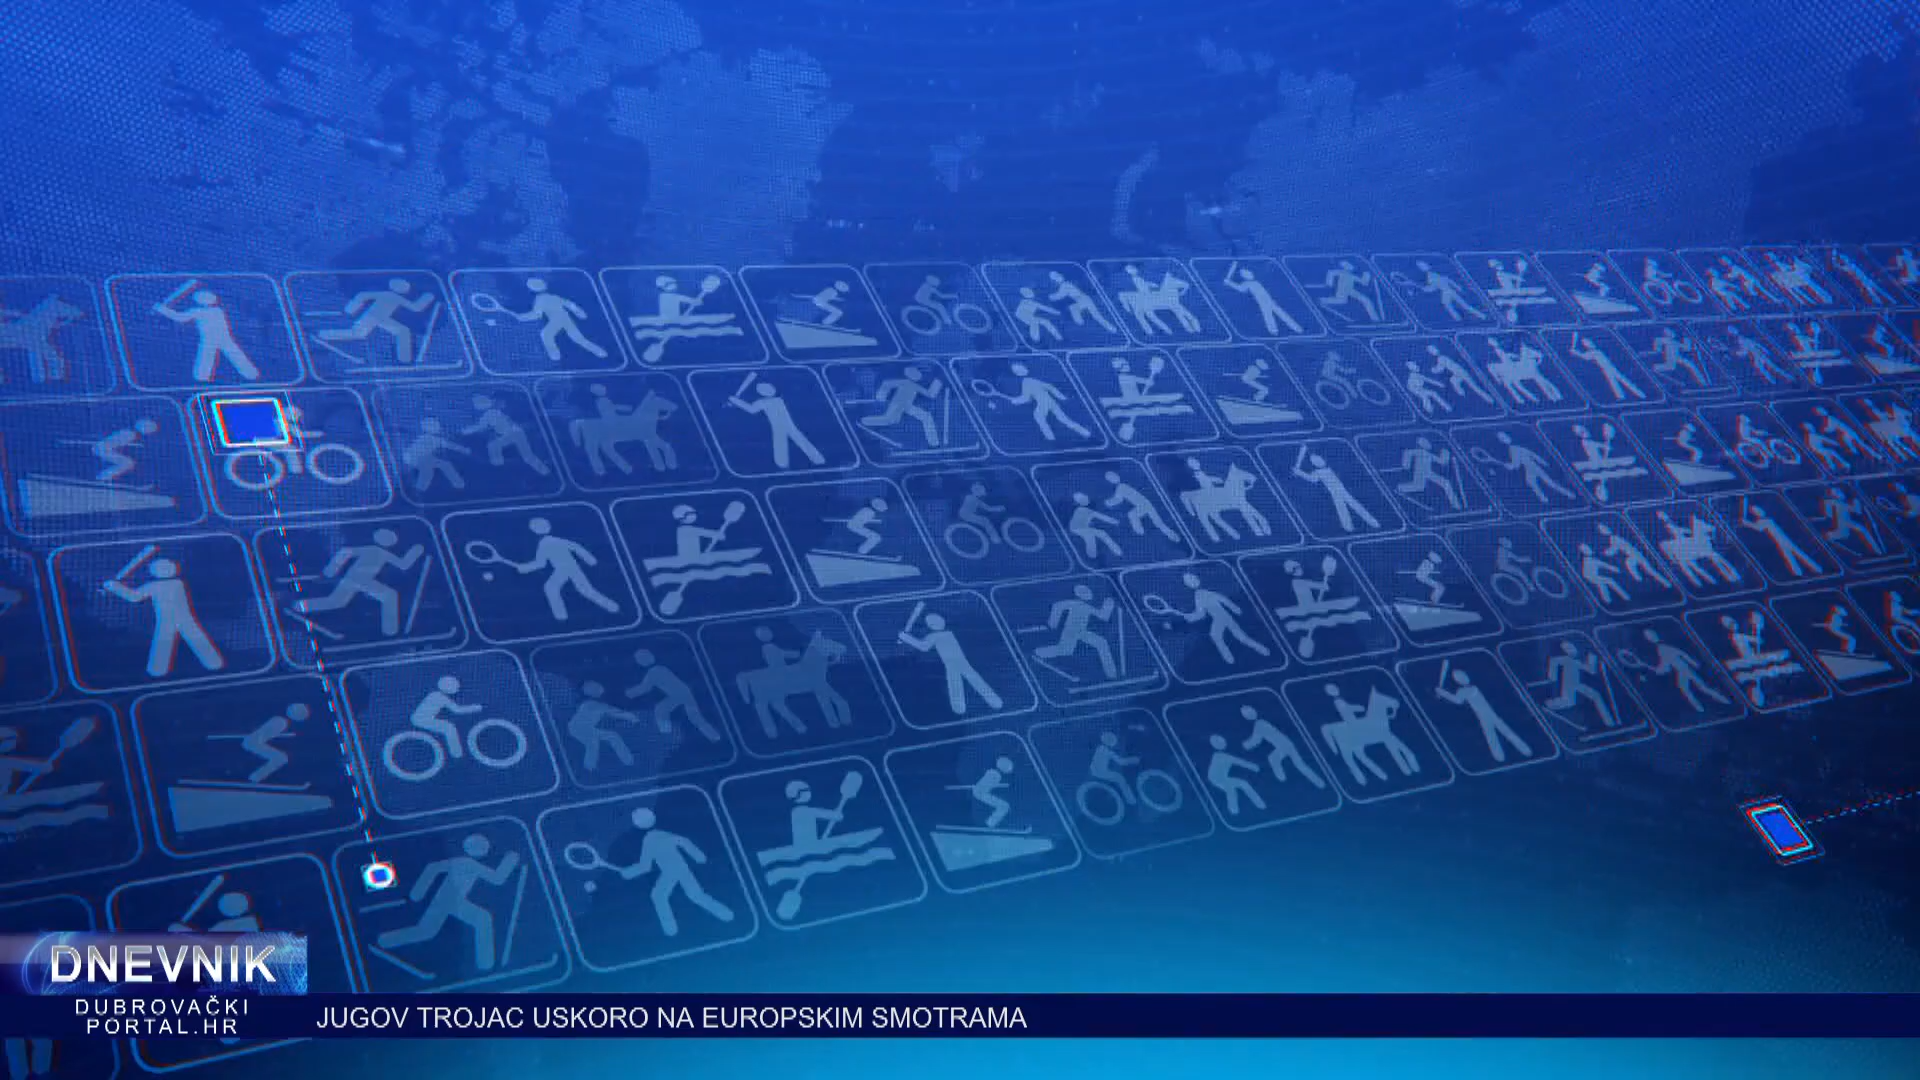 DNEVNIK
DUBROVAČKI
PORTAL.HR
JUGOV TROJAC USKORO NA EUROPSKIM SMOTRAMA